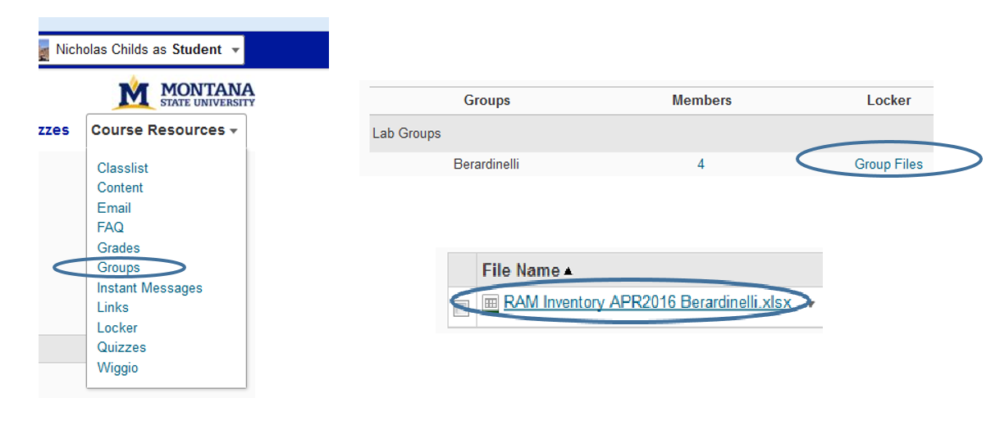 Nicholas Childs as Student
MONTANA
STATE UNIVERSITY
zzes Course Resources
Classlist
Content
Email
FAQ
Grades
Groups
Instant Messages
Links
Locker
Quizzes
Wiggio
Groups Members Locker
Lab Groups
Berardinelli 4 Group Files
File Name
RAM Inventory APR2016 Berardinelli.xlsx